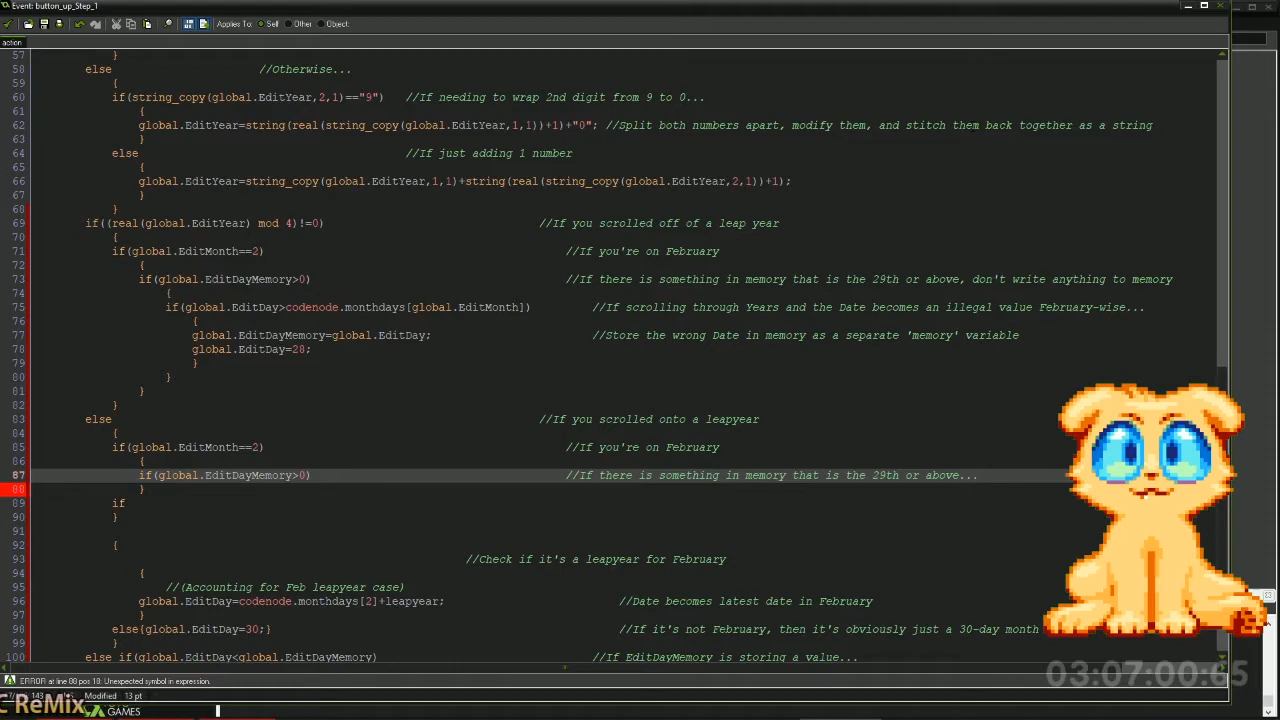 Event: button_up_Step_1
Applies To: Self Other Object:
action
57 }
58 else //Otherwise...
59 {
60 if(string_copy(global.EditYear,2,1)=="9") //If needing to wrap 2nd digit from 9 to 0...
61 {
62 global.EditYear=string(real(string_copy(global.EditYear,1,1))+1)+"0"; //Split both numbers apart, modify them, and stitch them back together as a string
63 }
64 else //If just adding 1 number
65 {
66 global.EditYear=string_copy(global.EditYear,1,1)+string(real(string_copy(global.EditYear,2,1))+1);
67 }
68 }
69 if((real(global.EditYear) mod 4)!=0) //If you scrolled off of a leap year
70 {
71 if(global.EditMonth==2) //If you're on February
72 {
73 if(global.EditDayMemory>0) //If there is something in memory that is the 29th or above, don't write anything to memory
74 {
75 if(global.EditDay>codenode.monthdays[global.EditMonth]) //If scrolling through Years and the Date becomes an illegal value February-wise...
76 {
77 global.EditDayMemory=global.EditDay; //Store the wrong Date in memory as a separate 'memory' variable
78 global.EditDay=28;
79 }
80 }
81 }
82 }
83 else //If you scrolled onto a leapyear
84 {
85 if(global.EditMonth==2) //If you're on February
86 {
87 if(global.EditDayMemory>0) //If there is something in memory that is the 29th or above...
88 }
89 if
90 }
91
92 {
93 //Check if it's a leapyear for February
94 {
95 //(Accounting for Feb leapyear case)
96 global.EditDay=codenode.monthdays[2]+leapyear; //Date becomes latest date in February
97 }
98 else{global.EditDay=30;} //If it's not February, then it's obviously just a 30-day month
99 }
100 else if(global.EditDay<global.EditDayMemory) //If EditDayMemory is storing a value...
03:07:00:65
ERROR at line 88 pos 18: Unexpected symbol in expression.
Modified 13 pt
C ReMix
GAMES